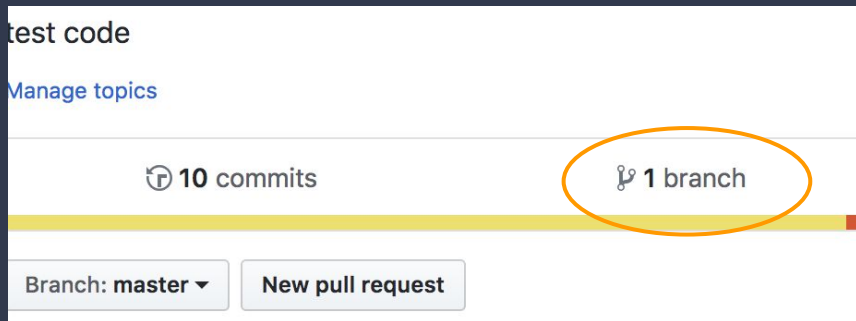 test code
Manage topics
10 commits 1 branch
Branch: master New pull request